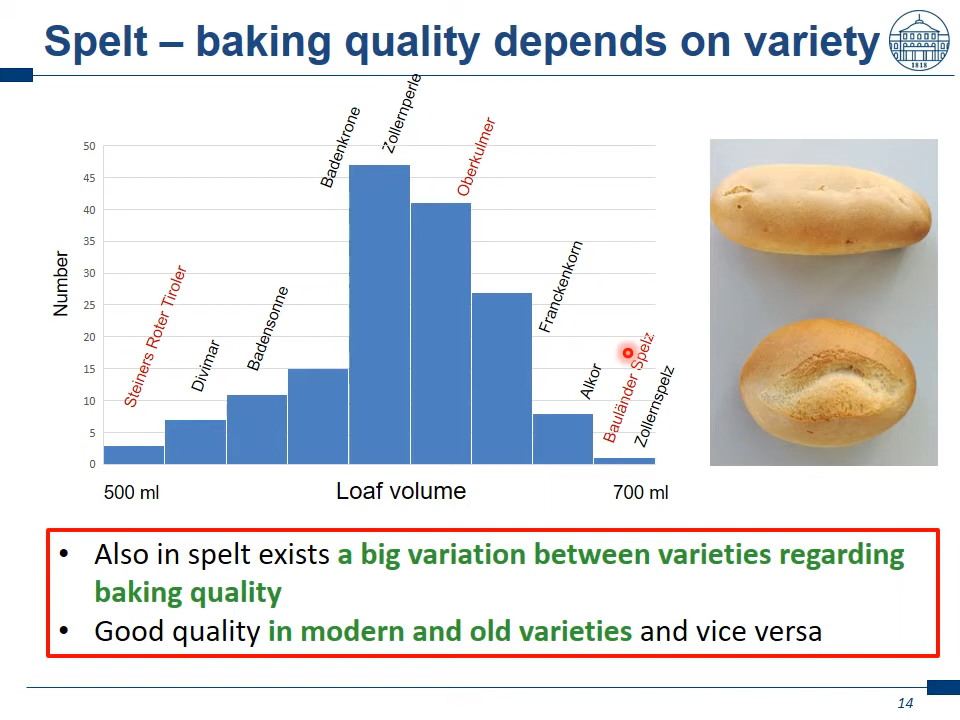 Spelt – baking quality depends on variety
1818
Number
50
45
40
35
30
25
20
15
10
5
0
Steiners Roter Tiroler
Divimar
Badensonne
Badenkrone
Zollernperle
Oberkulmer
Franckenkorn
Alkor
Bauländer Spelz
Zollernspelz
500 ml
Loaf volume
700 ml
• Also in spelt exists a big variation between varieties regarding
baking quality
• Good quality in modern and old varieties and vice versa
14